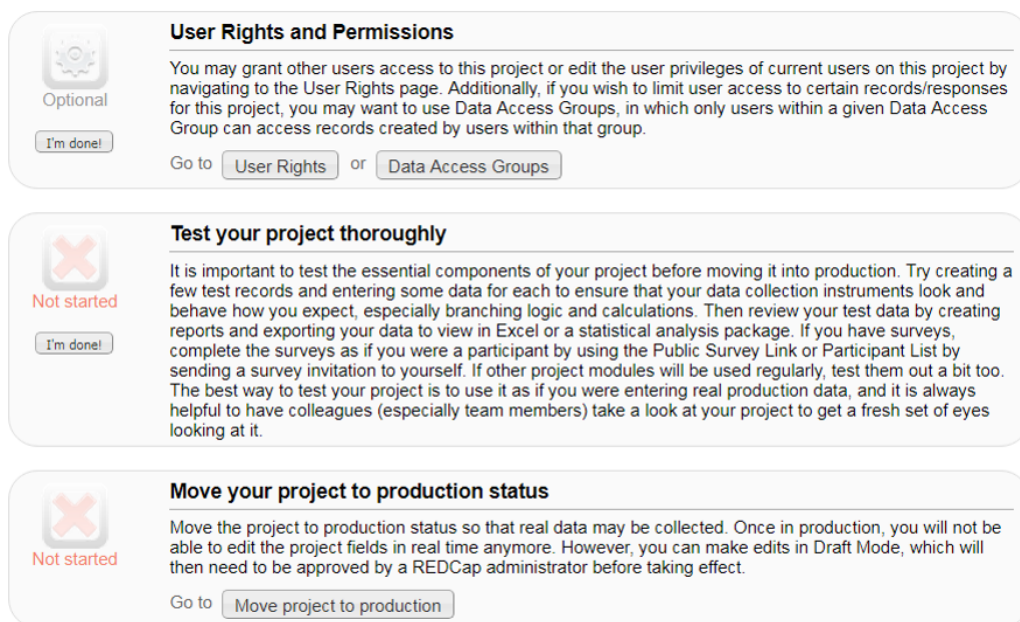 User Rights and Permissions
You may grant other users access to this project or edit the user privileges of current users on this project by
navigating to the User Rights page. Additionally, if you wish to limit user access to certain records/responses
for this project, you may want to use Data Access Groups, in which only users within a given Data Access
Group can access records created by users within that group.
Optional
I'm done!
Go to User Rights or Data Access Groups
Test your project thoroughly
It is important to test the essential components of your project before moving it into production. Try creating a
few test records and entering some data for each to ensure that your data collection instruments look and
behave how you expect, especially branching logic and calculations. Then review your test data by creating
reports and exporting your data to view in Excel or a statistical analysis package. If you have surveys,
complete the surveys as if you were a participant by using the Public Survey Link or Participant List by
sending a survey invitation to yourself. If other project modules will be used regularly, test them out a bit too.
The best way to test your project is to use it as if you were entering real production data, and it is always
helpful to have colleagues (especially team members) take a look at your project to get a fresh set of eyes
looking at it.
Not started
I'm done!
Move your project to production status
Move the project to production status so that real data may be collected. Once in production, you will not be
able to edit the project fields in real time anymore. However, you can make edits in Draft Mode, which will
then need to be approved by a REDCap administrator before taking effect.
Not started
Go to Move project to production